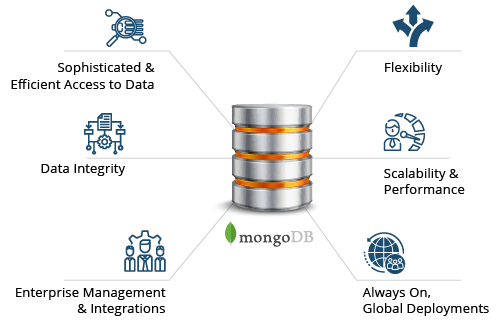 Sophisticated &
Efficient Access to Data
Flexibility
Data Integrity
Scalability &
Performance
mongoDB
Enterprise Management
& Integrations
Always On,
Global Deployments